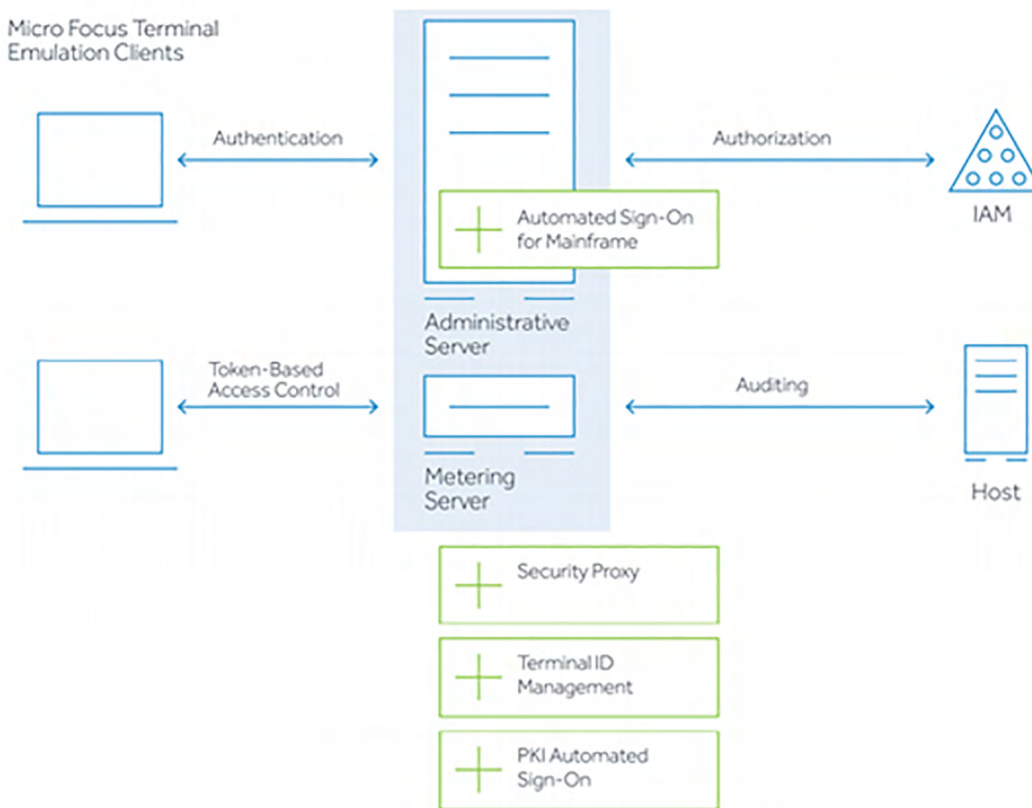 Micro Focus Terminal
Emulation Clients
Authentication
Authorization
Automated Sign-On
for Mainframe
IAM
Administrative
Server
Token-Based
Access Control
Auditing
Metering
Server
Host
Security Proxy
Terminal ID
Management
PKI Automated
Sign-On